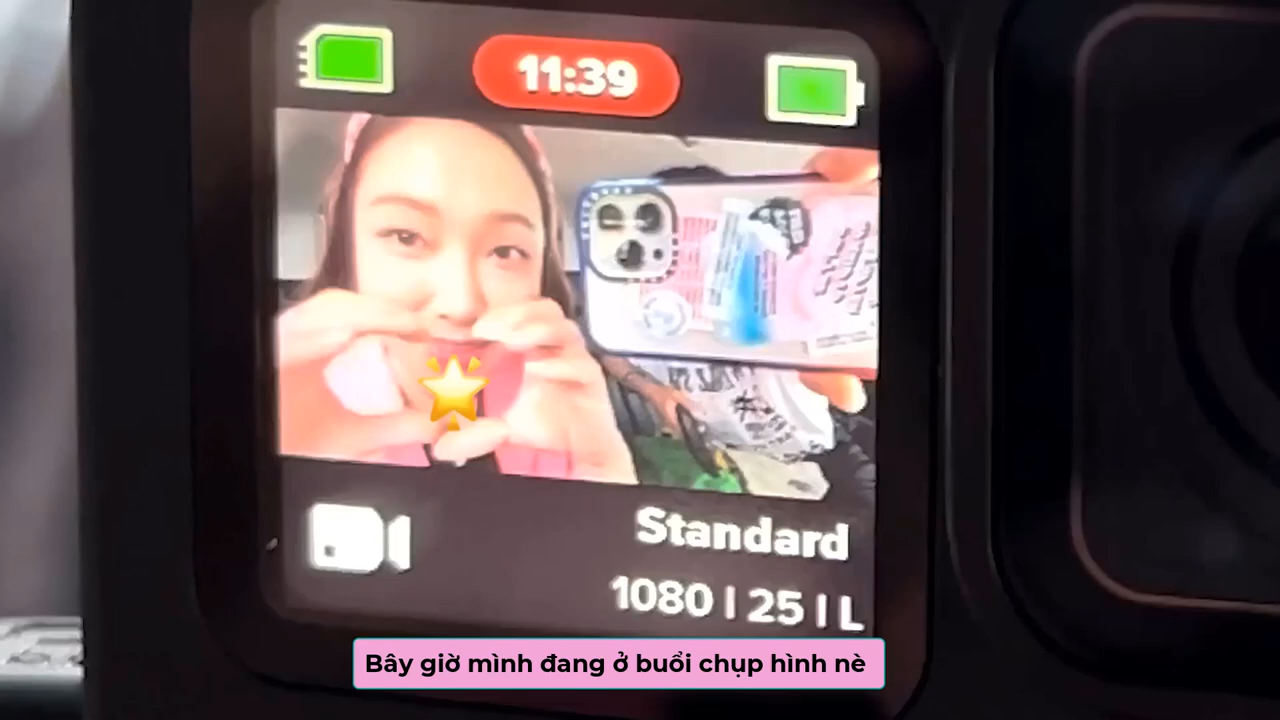 11:39
Standard
1080 | 25 | L
Bây giờ mình đang ở buổi chụp hình nè